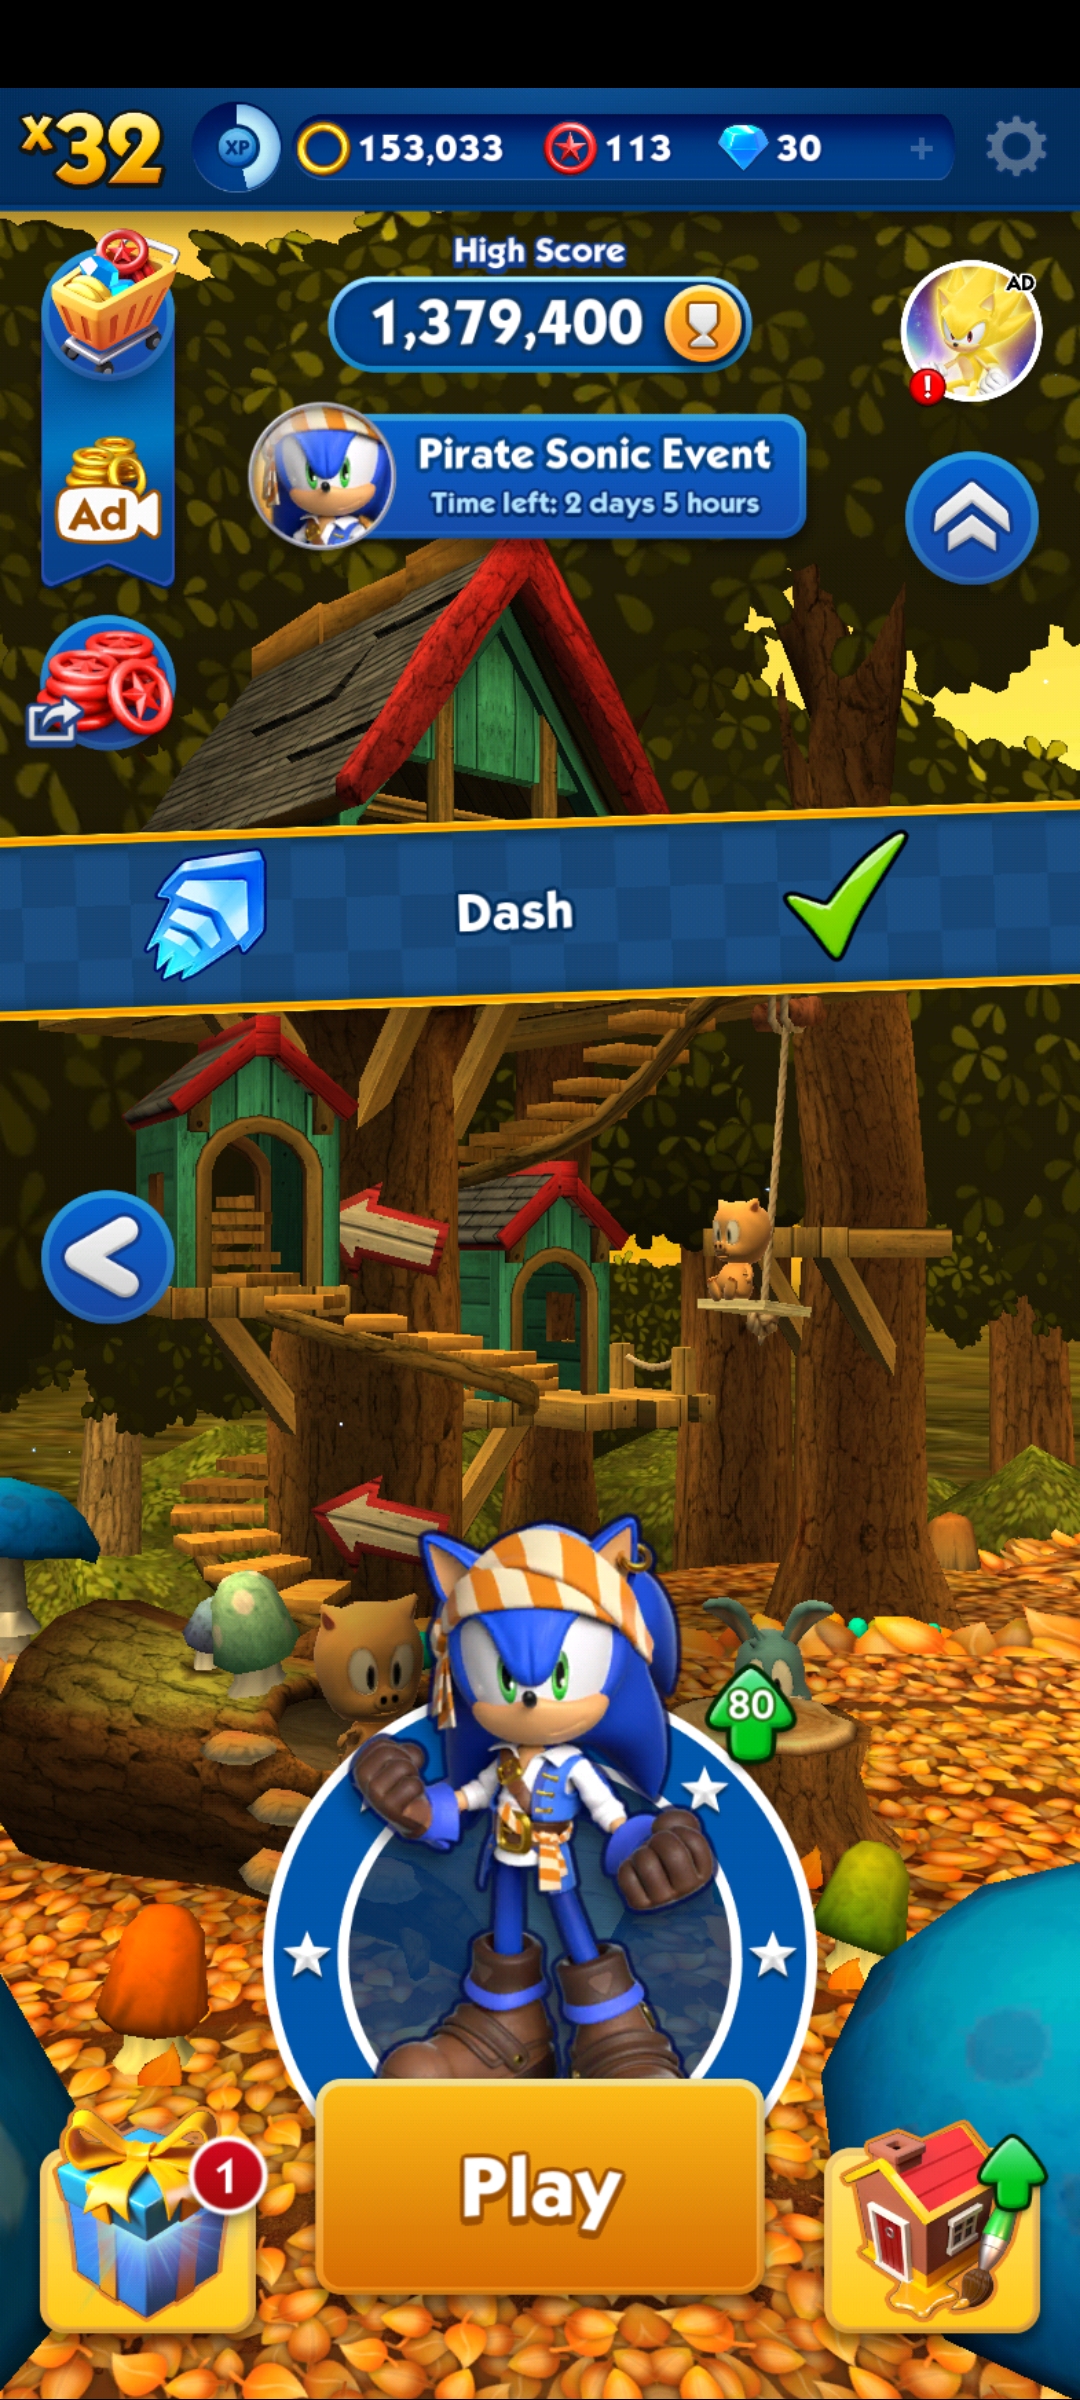 x32
XP
153,033
113
30
+
High Score
1,379,400
AD
!
Pirate Sonic Event
Time left: 2 days 5 hours
Ad
Dash
80
1
Play